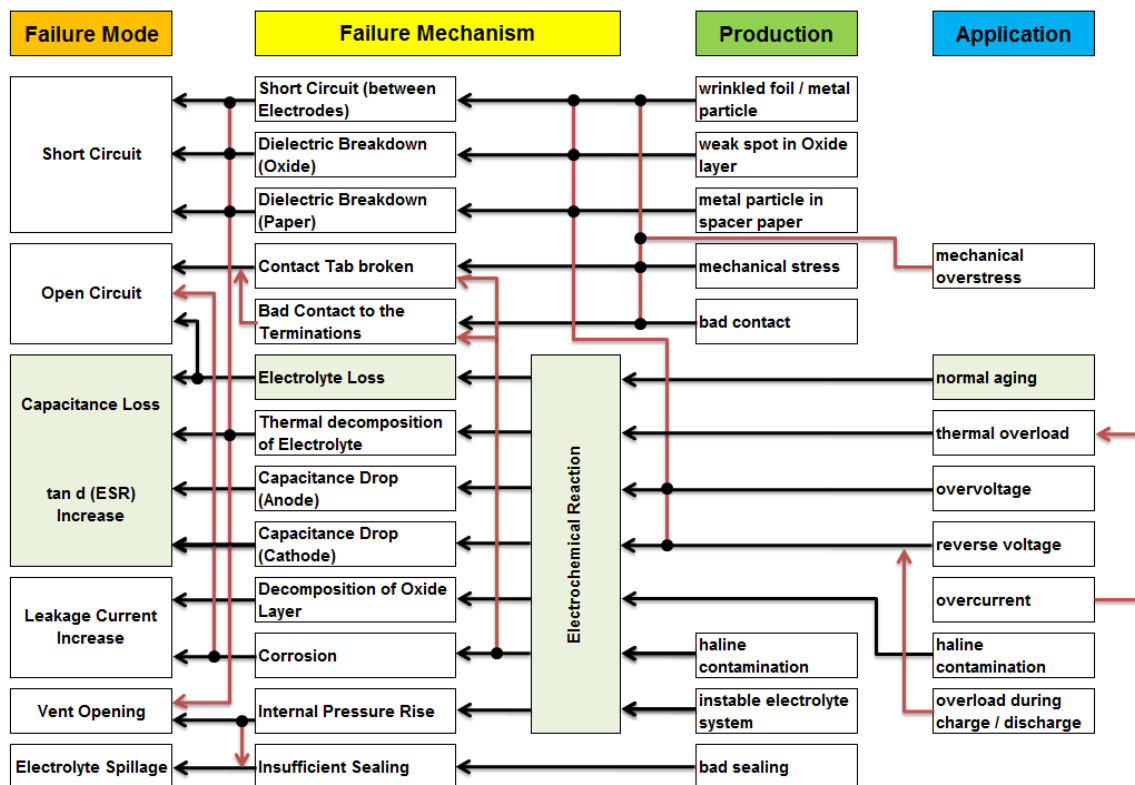 Failure Mode
Failure Mechanism
Production
Application
Short Circuit
Short Circuit (between
Electrodes)
wrinkled foil / metal
particle
Dielectric Breakdown
(Oxide)
weak spot in Oxide
layer
Dielectric Breakdown
(Paper)
metal particle in
spacer paper
Open Circuit
Contact Tab broken
mechanical stress
mechanical
overstress
Bad Contact to the
Terminations
bad contact
Capacitance Loss
tan d (ESR)
Increase
Electrolyte Loss
Electrochemical Reaction
normal aging
Thermal decomposition
of Electrolyte
thermal overload
Capacitance Drop
(Anode)
overvoltage
Capacitance Drop
(Cathode)
reverse voltage
Leakage Current
Increase
Decomposition of Oxide
Layer
overcurrent
Corrosion
haline
contamination
haline
contamination
Vent Opening
Internal Pressure Rise
instable electrolyte
system
overload during
charge / discharge
Electrolyte Spillage
Insufficient Sealing
bad sealing